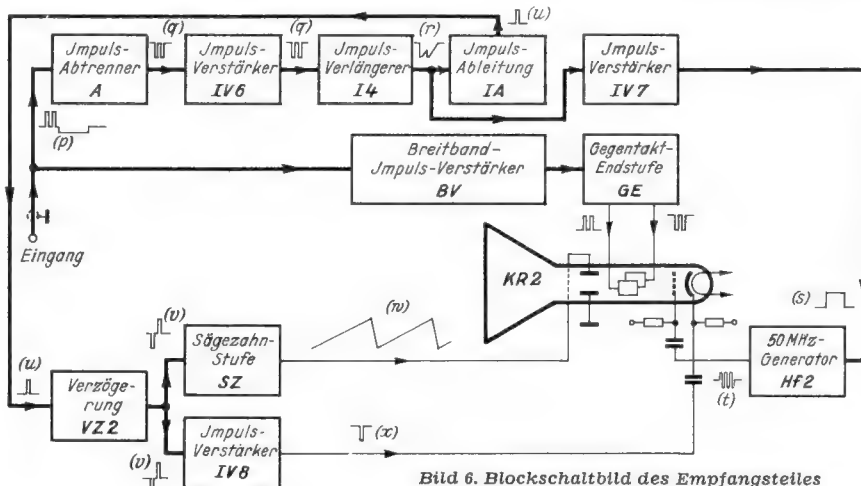 (u)
(q)
(q)
(r)
Jmpuls-
Abtrenner
A
Jmpuls-
Verstärker
IV6
Jmpuls-
Verlängerer
I4
Jmpuls-
Ableitung
IA
Jmpuls-
Verstärker
IV7
(p)
Breitband-
Jmpuls-Verstärker
BV
Gegentakt-
Endstufe
GE
Eingang
KR2
(s)
(v)
Sägezahn-
Stufe
SZ
(w)
50 MHz-
Generator
Hf2
(u)
Verzöge-
rung
VZ2
(t)
(v)
Jmpuls-
Verstärker
IV8
(x)
Bild 6. Blockschaltbild des Empfangsteiles